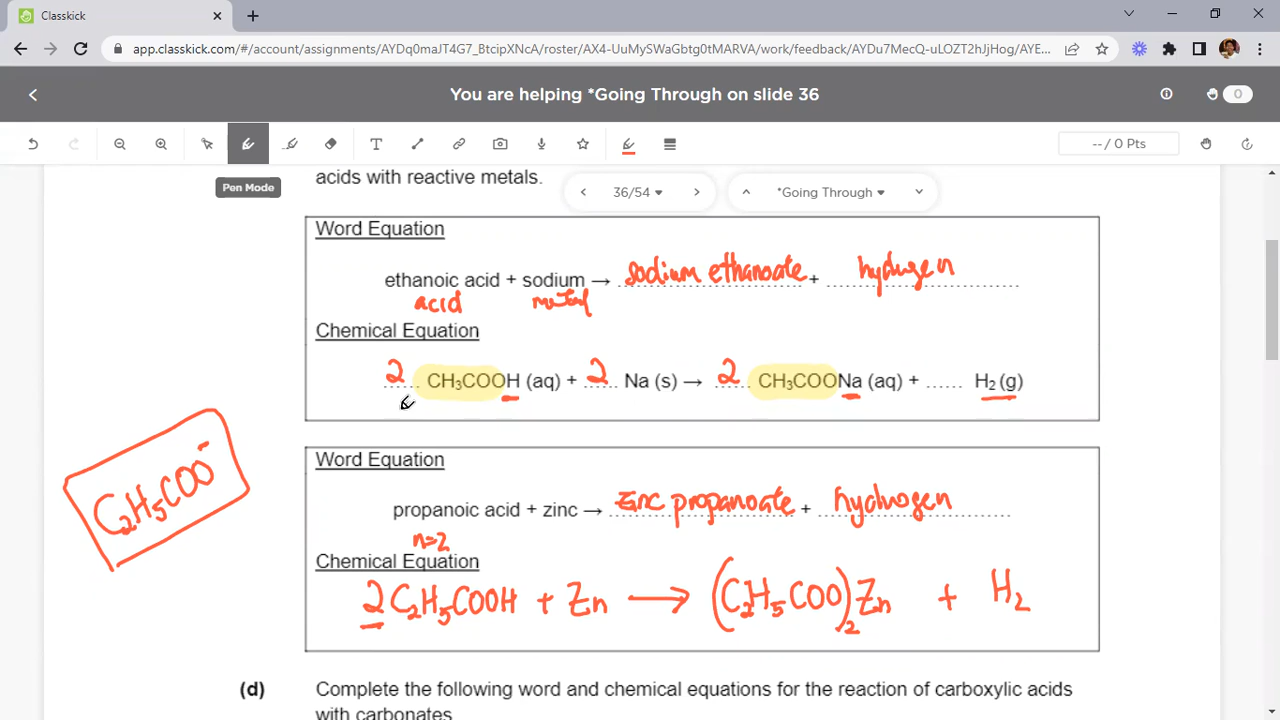 Classkick
app.classkick.com/#/account/assignments/AYDq0maJT4G7_BtcipXNcA/roster/AX4-UuMySWaGbtg0tMARVA/work/feedback/AYDu7MecQ-uLOZT2hJjHog/AYE...
You are helping *Going Through on slide 36
0
-- / 0 Pts
Pen Mode
acids with reactive metals.
36/54
*Going Through
Word Equation
ethanoic acid + sodium → sodium ethanoate + hydrogen
acid metal
Chemical Equation
2 CH₃COOH (aq) + 2 Na (s) → 2 CH₃COONa (aq) + ...... H₂ (g)
C₂H₅COO⁻
Word Equation
propanoic acid + zinc → zinc propanoate + hydrogen
n=2
Chemical Equation
2 C₂H₅COOH + Zn → (C₂H₅COO)₂Zn + H₂
(d) Complete the following word and chemical equations for the reaction of carboxylic acids
with carbonates